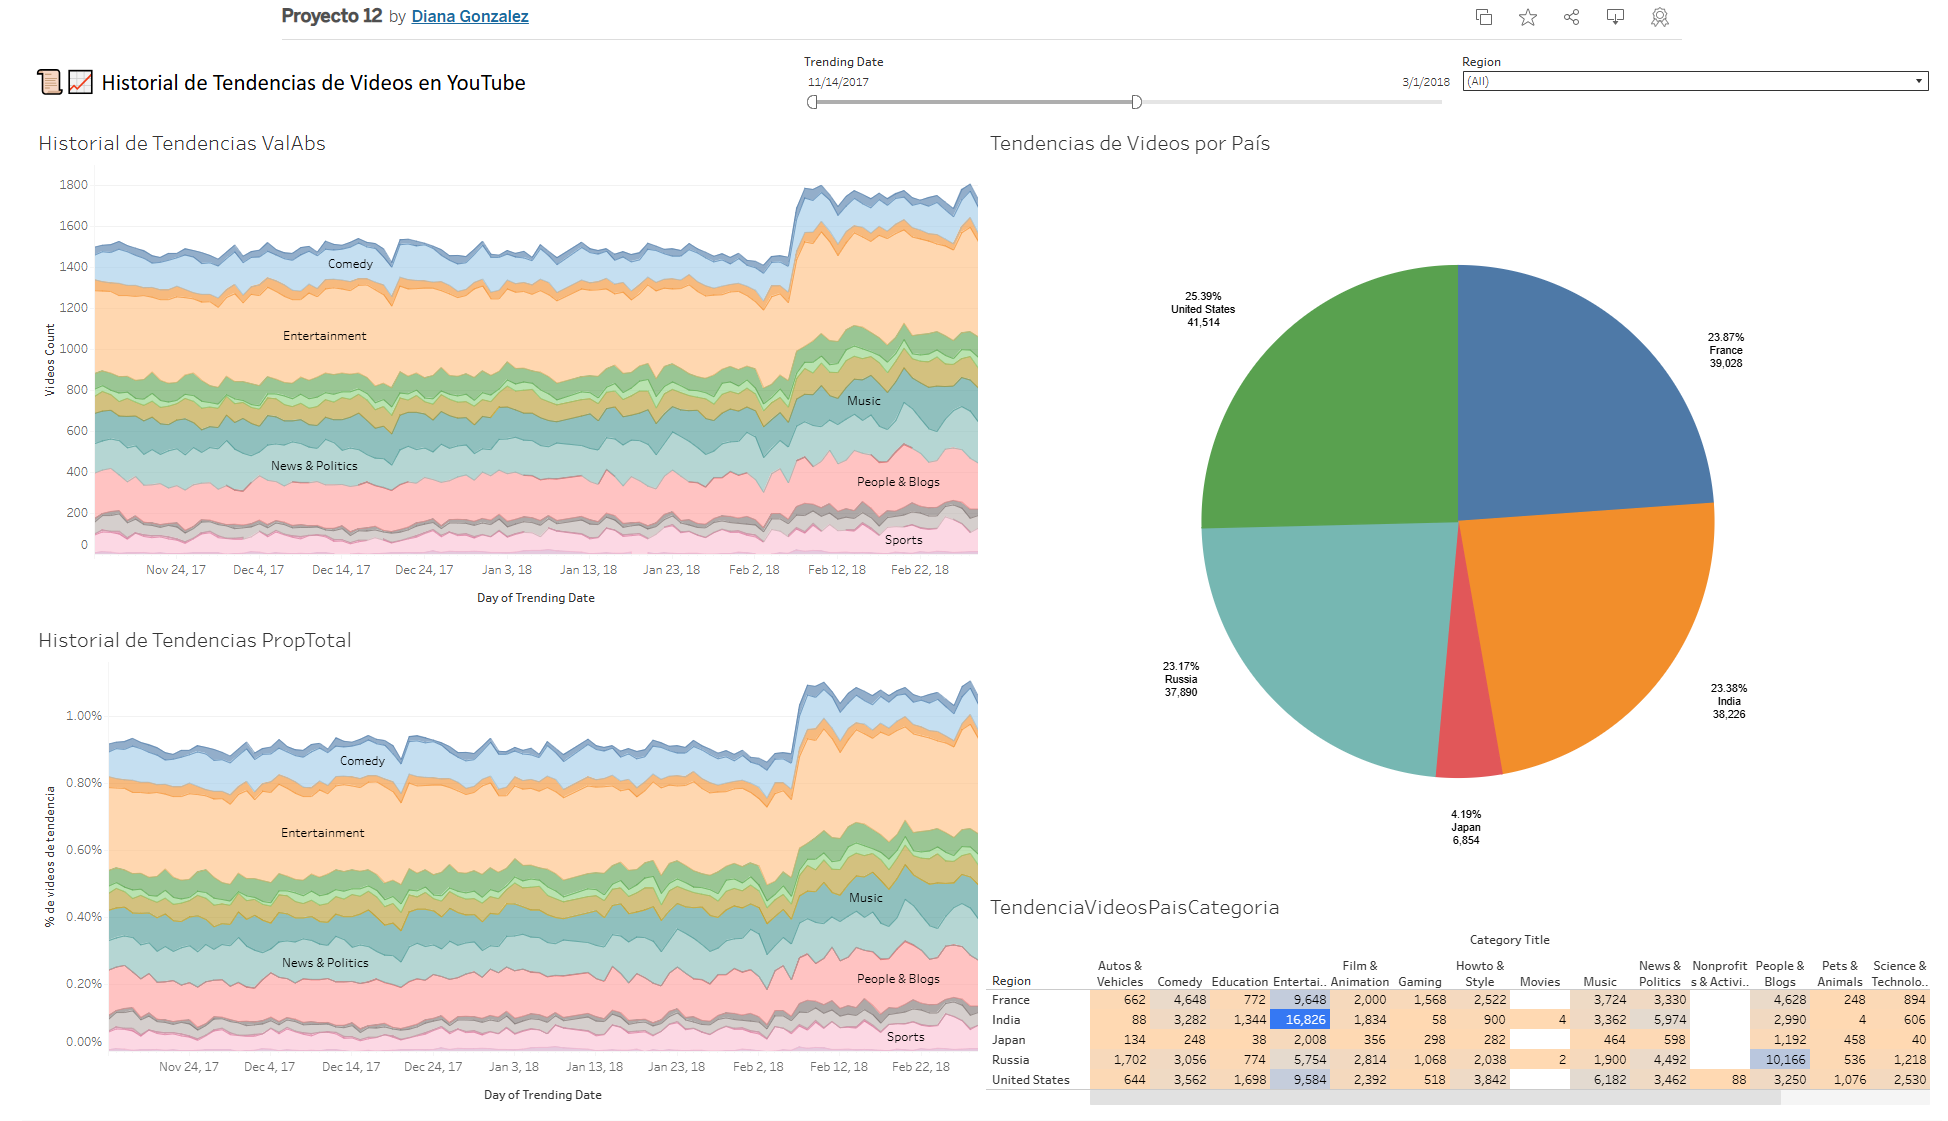 Proyecto 12 by Diana Gonzalez
Historial de Tendencias de Videos en YouTube
Trending Date
11/14/2017
3/1/2018
Region
(All)
Historial de Tendencias ValAbs
1800
1600
1400
1200
1000
800
600
400
200
0
Videos Count
Comedy
Entertainment
Music
News & Politics
People & Blogs
Sports
Nov 24, 17
Dec 4, 17
Dec 14, 17
Dec 24, 17
Jan 3, 18
Jan 13, 18
Jan 23, 18
Feb 2, 18
Feb 12, 18
Feb 22, 18
Day of Trending Date
Historial de Tendencias PropTotal
1.00%
0.80%
0.60%
0.40%
0.20%
0.00%
% de videos de tendencia
Comedy
Entertainment
Music
News & Politics
People & Blogs
Sports
Nov 24, 17
Dec 4, 17
Dec 14, 17
Dec 24, 17
Jan 3, 18
Jan 13, 18
Jan 23, 18
Feb 2, 18
Feb 12, 18
Feb 22, 18
Day of Trending Date
Tendencias de Videos por País
25.39%
United States
41,514
23.87%
France
39,028
23.17%
Russia
37,890
23.38%
India
38,226
4.19%
Japan
6,854
TendenciaVideosPaisCategoria
Category Title
Region Autos & Vehicles Comedy Education Entertai.. Film & Animation Gaming Howto & Style Movies Music News & Politics Nonprofit s & Activi.. People & Blogs Pets & Animals Science & Technolo..
France 662 4,648 772 9,648 2,000 1,568 2,522 3,724 3,330 4,628 248 894
India 88 3,282 1,344 16,826 1,834 58 900 4 3,362 5,974 2,990 4 606
Japan 134 248 38 2,008 356 298 282 464 598 1,192 458 40
Russia 1,702 3,056 774 5,754 2,814 1,068 2,038 2 1,900 4,492 10,166 536 1,218
United States 644 3,562 1,698 9,584 2,392 518 3,842 6,182 3,462 88 3,250 1,076 2,530